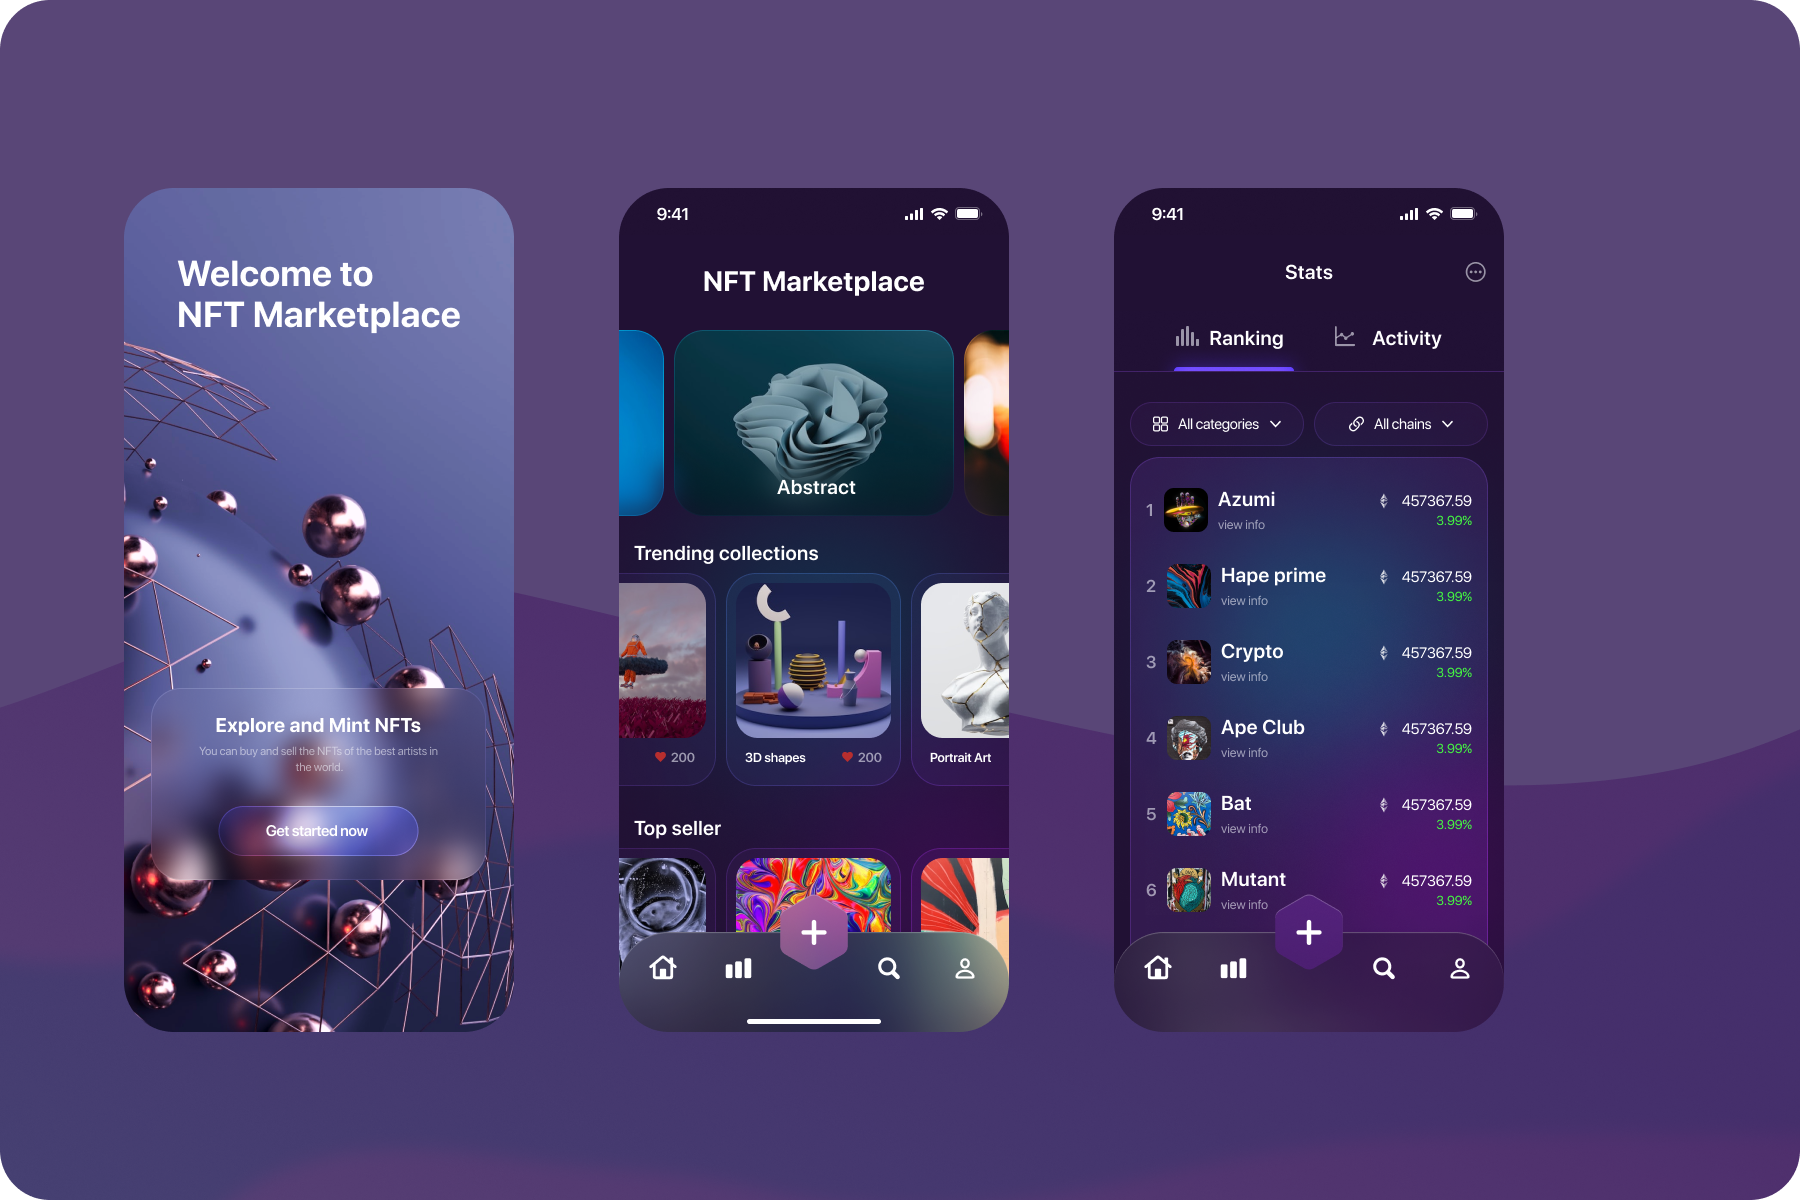 Welcome to
NFT Marketplace
Explore and Mint NFTs
You can buy and sell the NFTs of the best artists in
the world.
Get started now
9:41
NFT Marketplace
Abstract
Trending collections
200
3D shapes
200
Portrait Art
Top seller
9:41
Stats
Ranking
Activity
All categories
All chains
1
Azumi
view info
457367.59
3.99%
2
Hape prime
view info
457367.59
3.99%
3
Crypto
view info
457367.59
3.99%
4
Ape Club
view info
457367.59
3.99%
5
Bat
view info
457367.59
3.99%
6
Mutant
view info
457367.59
3.99%